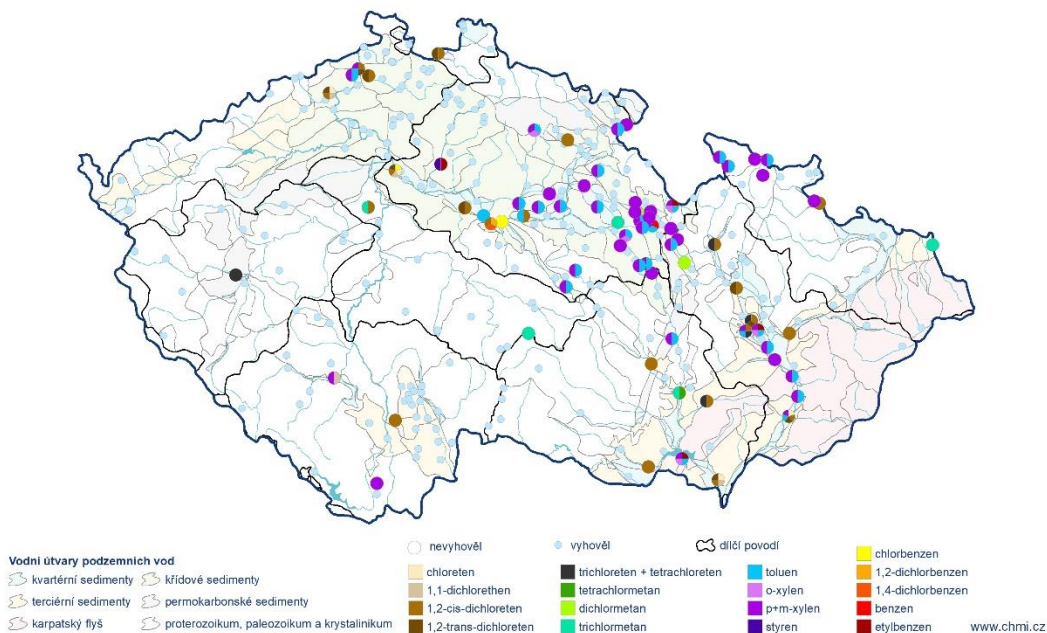 Vodní útvary podzemních vod
kvartérní sedimenty
křídové sedimenty
terciérní sedimenty
permokarbonské sedimenty
karpatský flyš
proterozoikum, paleozoikum a krystalinikum
nevyhověl
vyhověl
dílčí povodí
chloreten
1,1-dichlorethen
1,2-cis-dichloreten
1,2-trans-dichloreten
trichloreten + tetrachloreten
tetrachlormetan
dichlormetan
trichlormetan
toluen
o-xylen
p+m-xylen
styren
chlorbenzen
1,2-dichlorbenzen
1,4-dichlorbenzen
benzen
etylbenzen
www.chmi.cz